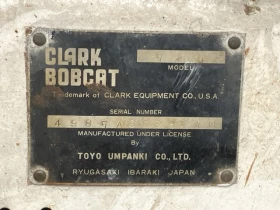 CLARK
BOBCAT
MODEL
Trademark of CLARK EQUIPMENT CO., U.S.A.
SERIAL NUMBER
MANUFACTURED UNDER LICENSE
By
TOYO UMPANKI CO., LTD.
RYUGASAKI IBARAKI JAPAN